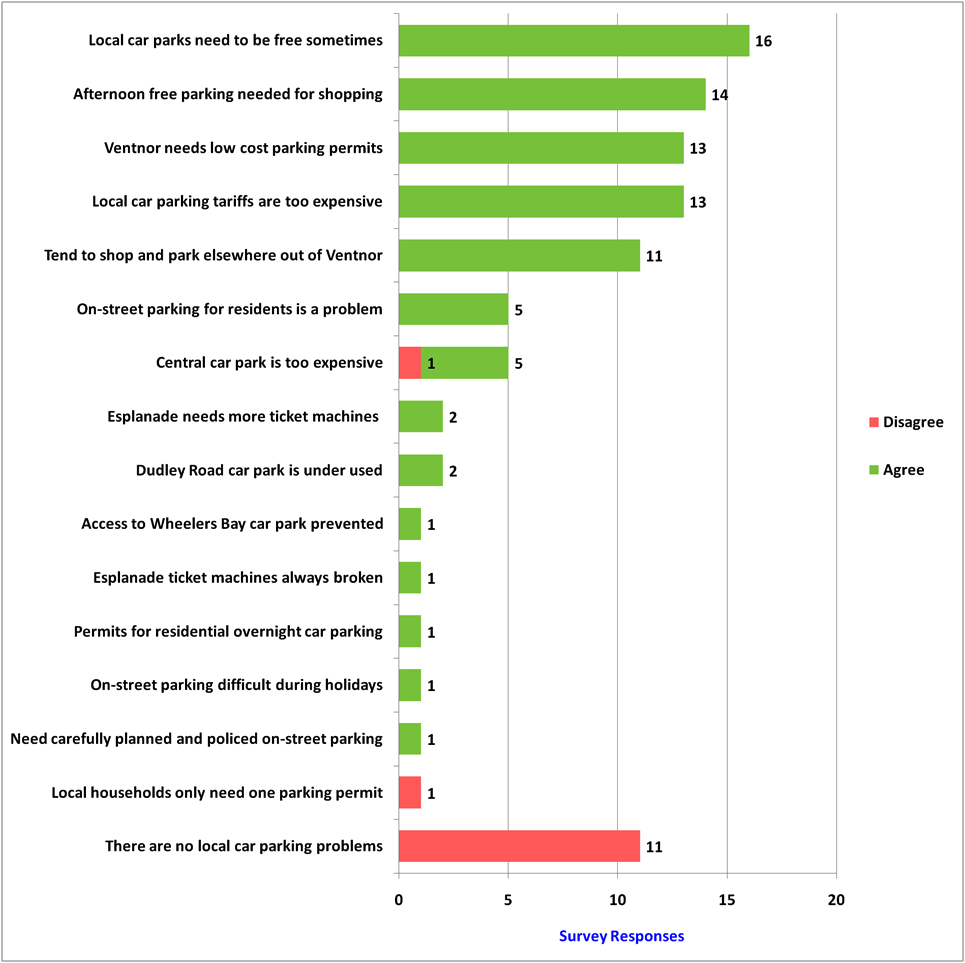 Local car parks need to be free sometimes 16
Afternoon free parking needed for shopping 14
Ventnor needs low cost parking permits 13
Local car parking tariffs are too expensive 13
Tend to shop and park elsewhere out of Ventnor 11
On-street parking for residents is a problem 5
Central car park is too expensive 1 5
Esplanade needs more ticket machines 2
Disagree
Dudley Road car park is under used 2
Agree
Access to Wheelers Bay car park prevented 1
Esplanade ticket machines always broken 1
Permits for residential overnight car parking 1
On-street parking difficult during holidays 1
Need carefully planned and policed on-street parking 1
Local households only need one parking permit 1
There are no local car parking problems 11
0 5 10 15 20
Survey Responses